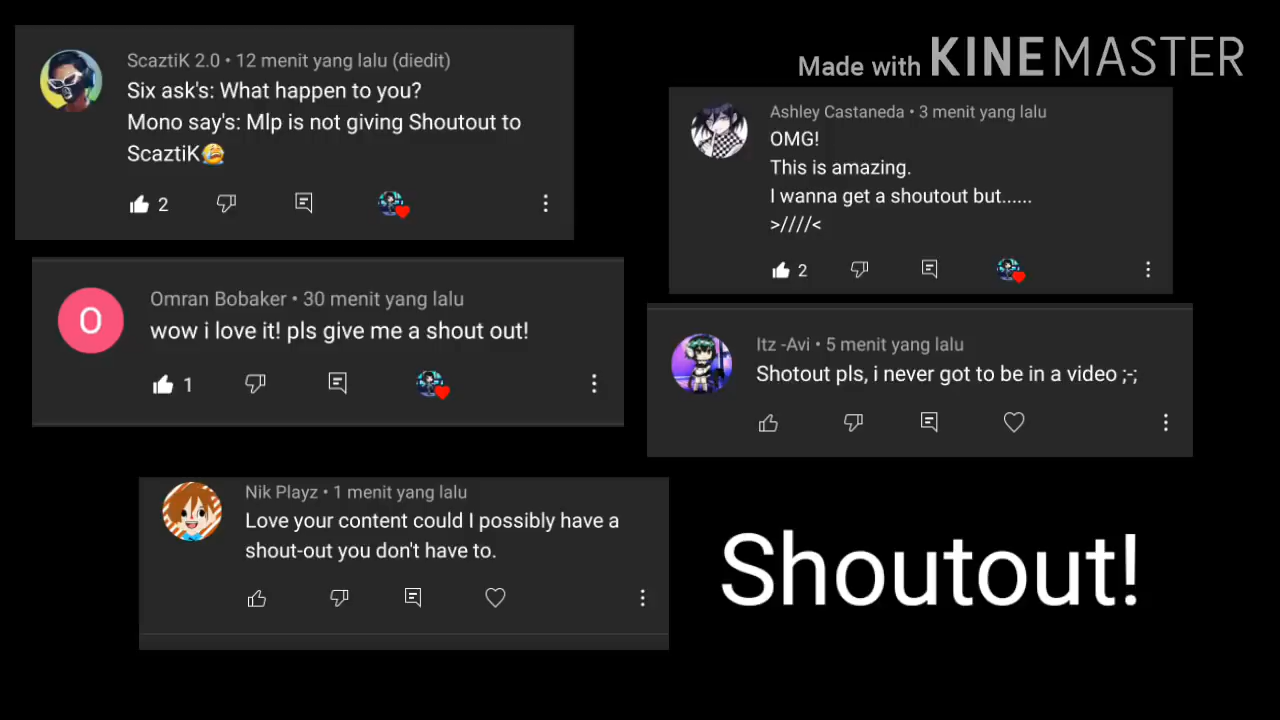 ScaztiK 2.0 • 12 menit yang lalu (diedit)
Six ask's: What happen to you?
Mono say's: Mlp is not giving Shoutout to
ScaztiK😭
2
Made with KINEMASTER
Ashley Castaneda • 3 menit yang lalu
OMG!
This is amazing.
I wanna get a shoutout but......
>////<
2
O
Omran Bobaker • 30 menit yang lalu
wow i love it! pls give me a shout out!
1
Itz -Avi • 5 menit yang lalu
Shotout pls, i never got to be in a video ;-;
Nik Playz • 1 menit yang lalu
Love your content could I possibly have a
shout-out you don't have to.
Shoutout!